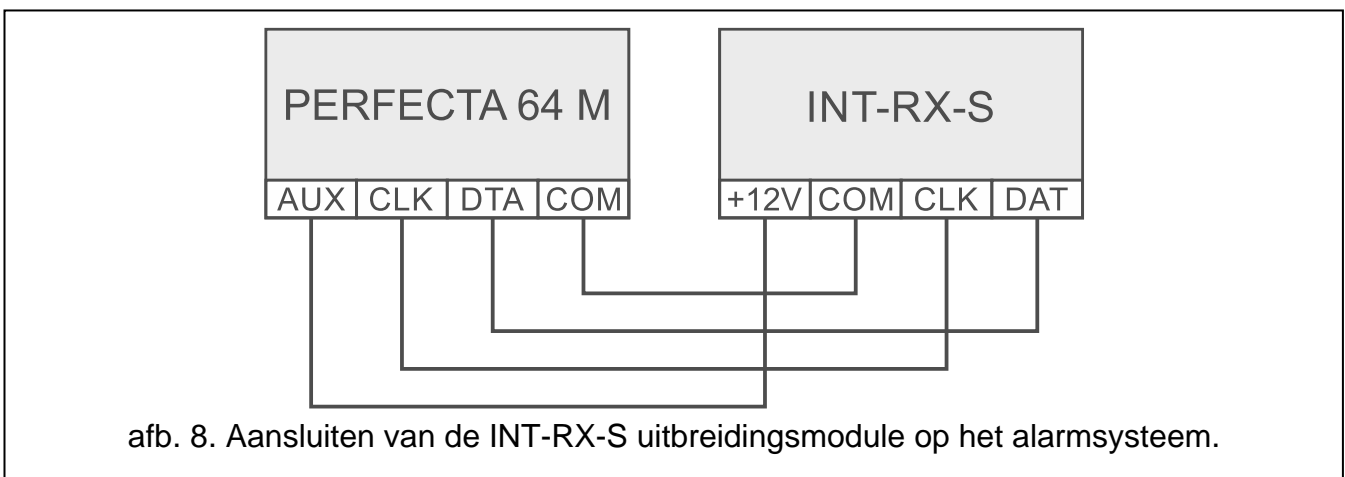 PERFECTA 64 M
INT-RX-S
AUX CLK DTA COM
+12V COM CLK DAT
afb. 8. Aansluiten van de INT-RX-S uitbreidingsmodule op het alarmsysteem.